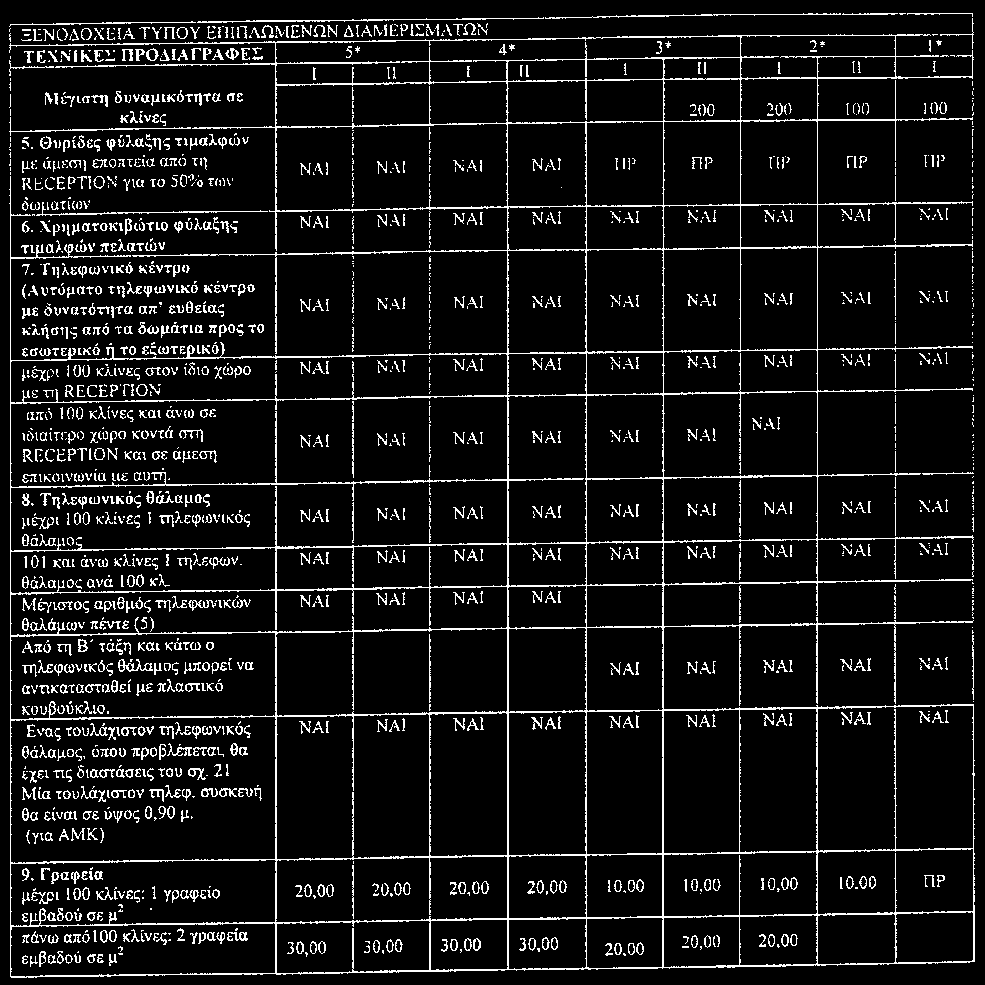 ΞΕΝΟΔΟΧΕΙΑ ΤΥΠΟΥ ΕΠΙΠΛΩΜΕΝΩΝ ΔΙΑΜΕΡΙΣΜΑΤΩΝ
ΤΕΧΝΙΚΕΣ ΠΡΟΔΙΑΓΡΑΦΕΣ 5* 4* 3* 2* 1*
I II I II I II I II I
Μέγιστη δυναμικότητα σε
κλίνες 200 200 100 100
5. Θυρίδες φύλαξης τιμαλφών
με άμεση εποπτεία από τη
RECEPTION για το 50% των
δωματίων ΝΑΙ ΝΑΙ ΝΑΙ ΝΑΙ ΠΡ ΠΡ ΠΡ ΠΡ ΠΡ
6. Χρηματοκιβώτιο φύλαξης
τιμαλφών πελατών ΝΑΙ ΝΑΙ ΝΑΙ ΝΑΙ ΝΑΙ ΝΑΙ ΝΑΙ ΝΑΙ ΝΑΙ
7. Τηλεφωνικό κέντρο
(Αυτόματο τηλεφωνικό κέντρο
με δυνατότητα απ' ευθείας
κλήσης από τα δωμάτια προς το
εσωτερικό ή το εξωτερικό) ΝΑΙ ΝΑΙ ΝΑΙ ΝΑΙ ΝΑΙ ΝΑΙ ΝΑΙ ΝΑΙ ΝΑΙ
μέχρι 100 κλίνες στον ίδιο χώρο
με τη RECEPTION ΝΑΙ ΝΑΙ ΝΑΙ ΝΑΙ ΝΑΙ ΝΑΙ ΝΑΙ ΝΑΙ ΝΑΙ
από 100 κλίνες και άνω σε
ιδιαίτερο χώρο κοντά στη
RECEPTION και σε άμεση
επικοινωνία με αυτή. ΝΑΙ ΝΑΙ ΝΑΙ ΝΑΙ ΝΑΙ ΝΑΙ ΝΑΙ
8. Τηλεφωνικός θάλαμος
μέχρι 100 κλίνες 1 τηλεφωνικός
θάλαμος ΝΑΙ ΝΑΙ ΝΑΙ ΝΑΙ ΝΑΙ ΝΑΙ ΝΑΙ ΝΑΙ ΝΑΙ
101 και άνω κλίνες 1 τηλεφων.
θάλαμος ανά 100 κλ. ΝΑΙ ΝΑΙ ΝΑΙ ΝΑΙ ΝΑΙ ΝΑΙ ΝΑΙ ΝΑΙ ΝΑΙ
Μέγιστος αριθμός τηλεφωνικών
θαλάμων πέντε (5) ΝΑΙ ΝΑΙ ΝΑΙ ΝΑΙ
Από τη Β΄ τάξη και κάτω ο
τηλεφωνικός θάλαμος μπορεί να
αντικατασταθεί με πλαστικό
κουβούκλιο. ΝΑΙ ΝΑΙ ΝΑΙ ΝΑΙ ΝΑΙ
Ενας τουλάχιστον τηλεφωνικός
θάλαμος, όπου προβλέπεται, θα
έχει τις διαστάσεις του σχ. 21
Μία τουλάχιστον τηλεφ. συσκευή
θα είναι σε ύψος 0,90 μ.
(για ΑΜΚ) ΝΑΙ ΝΑΙ ΝΑΙ ΝΑΙ ΝΑΙ ΝΑΙ ΝΑΙ ΝΑΙ ΝΑΙ
9. Γραφεία
μέχρι 100 κλίνες: 1 γραφείο
εμβαδού σε μ² 20,00 20,00 20,00 20,00 10,00 10,00 10,00 10,00 ΠΡ
πάνω από100 κλίνες: 2 γραφεία
εμβαδού σε μ² 30,00 30,00 30,00 30,00 20,00 20,00 20,00